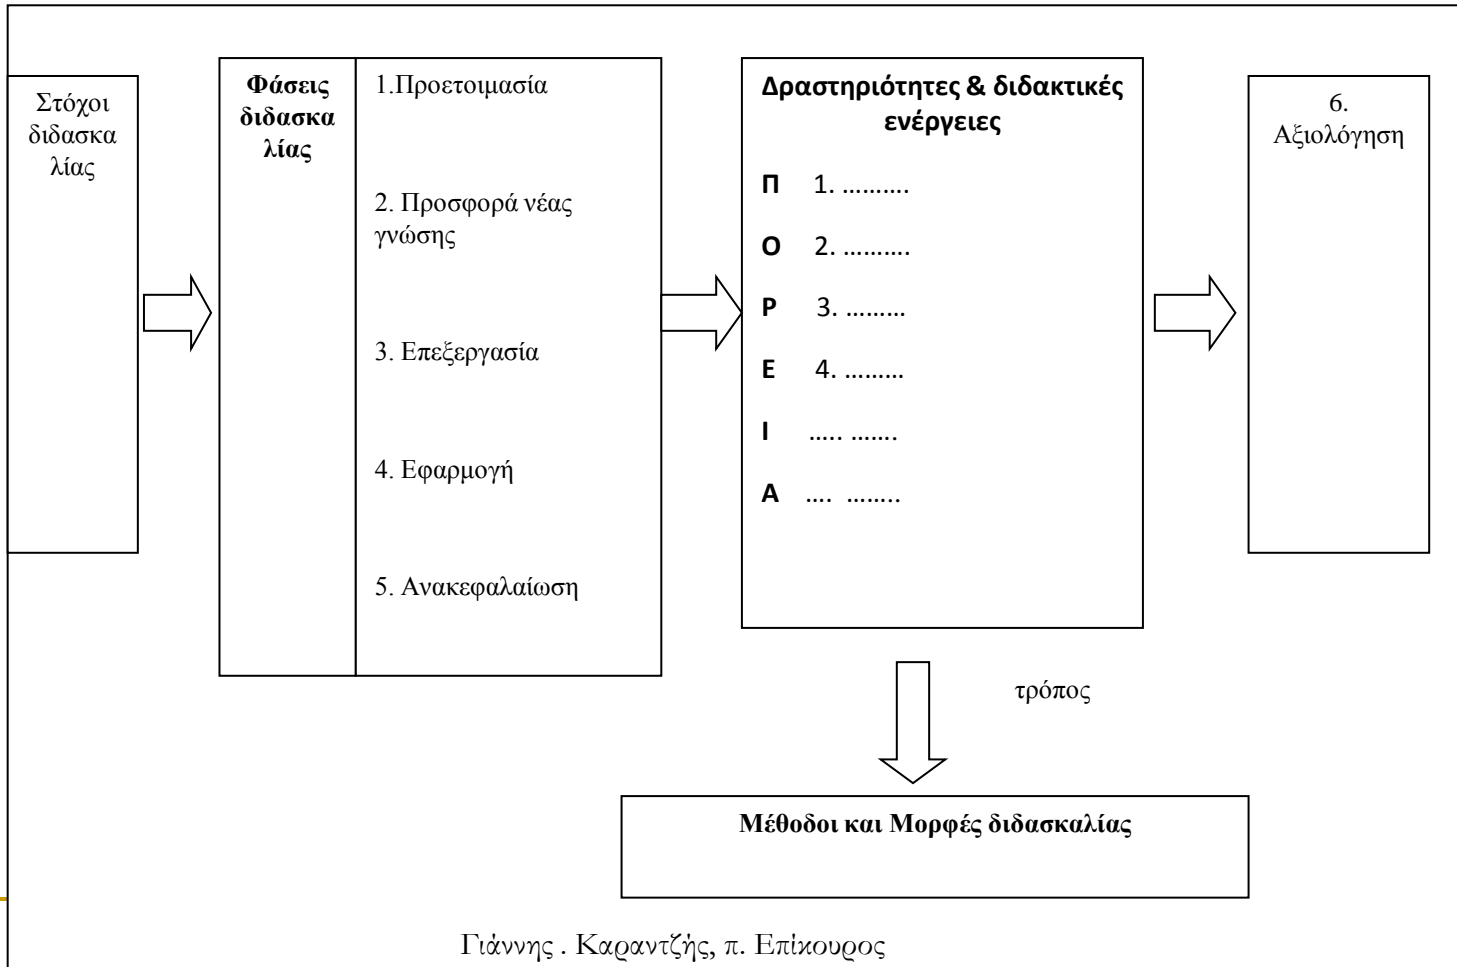 Στόχοι
διδασκα
λίας
Φάσεις
διδασκα
λίας
1.Προετοιμασία
2. Προσφορά νέας
γνώσης
3. Επεξεργασία
4. Εφαρμογή
5. Ανακεφαλαίωση
Δραστηριότητες & διδακτικές
ενέργειες
Π 1. ……….
Ο 2. ……….
Ρ 3. ………
Ε 4. ………
Ι ….. …….
Α …. ……..
6.
Αξιολόγηση
τρόπος
Μέθοδοι και Μορφές διδασκαλίας
Γιάννης . Καραντζής, π. Επίκουρος